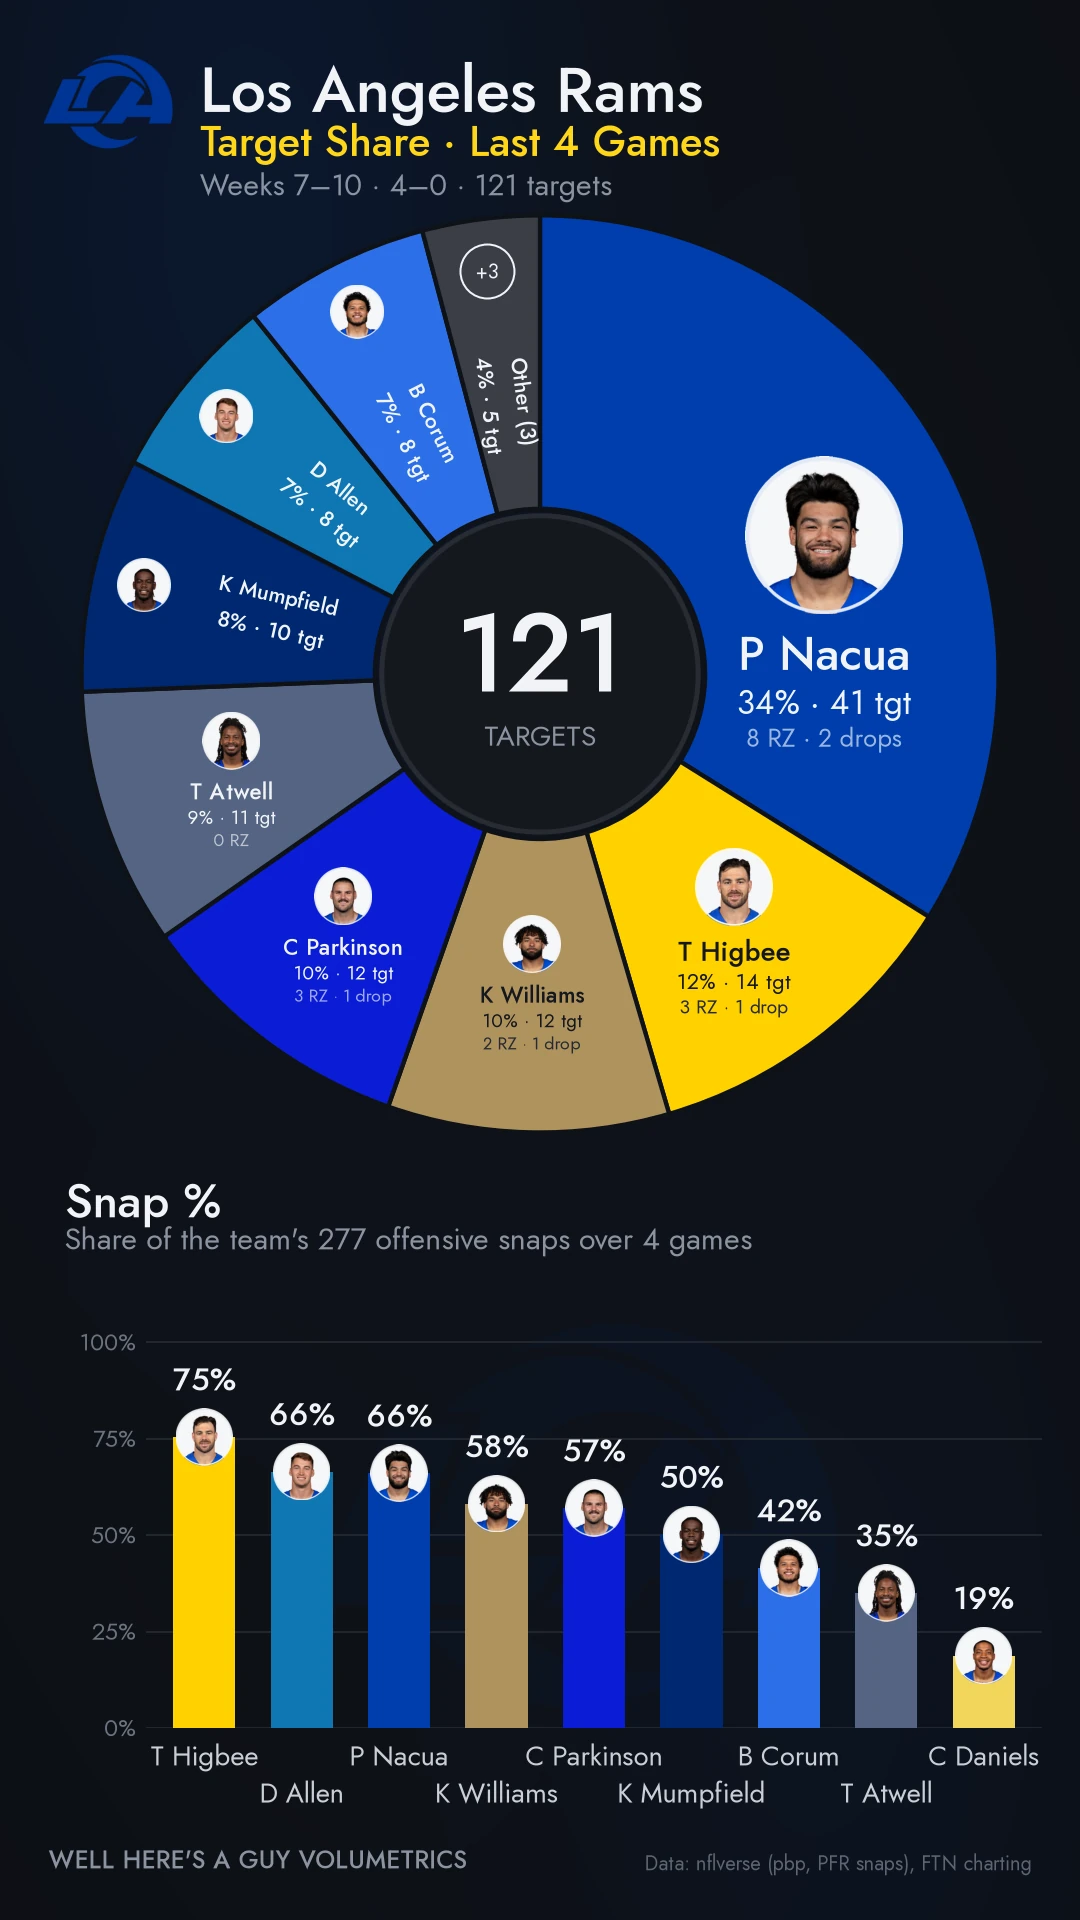 LA
Los Angeles Rams
Target Share · Last 4 Games
Weeks 7–10 · 4–0 · 121 targets
+3
Other (3)
4% · 5 tgt
B Corum
7% · 8 tgt
D Allen
7% · 8 tgt
K Mumpfield
8% · 10 tgt
121
TARGETS
P Nacua
34% · 41 tgt
8 RZ · 2 drops
T Atwell
9% · 11 tgt
0 RZ
C Parkinson
10% · 12 tgt
3 RZ · 1 drop
K Williams
10% · 12 tgt
2 RZ · 1 drop
T Higbee
12% · 14 tgt
3 RZ · 1 drop
Snap %
Share of the team's 277 offensive snaps over 4 games
100%
75%
50%
25%
0%
75%
66%
66%
58%
57%
50%
42%
35%
19%
T Higbee
D Allen
P Nacua
K Williams
C Parkinson
K Mumpfield
B Corum
T Atwell
C Daniels
WELL HERE'S A GUY VOLUMETRICS
Data: nflverse (pbp, PFR snaps), FTN charting